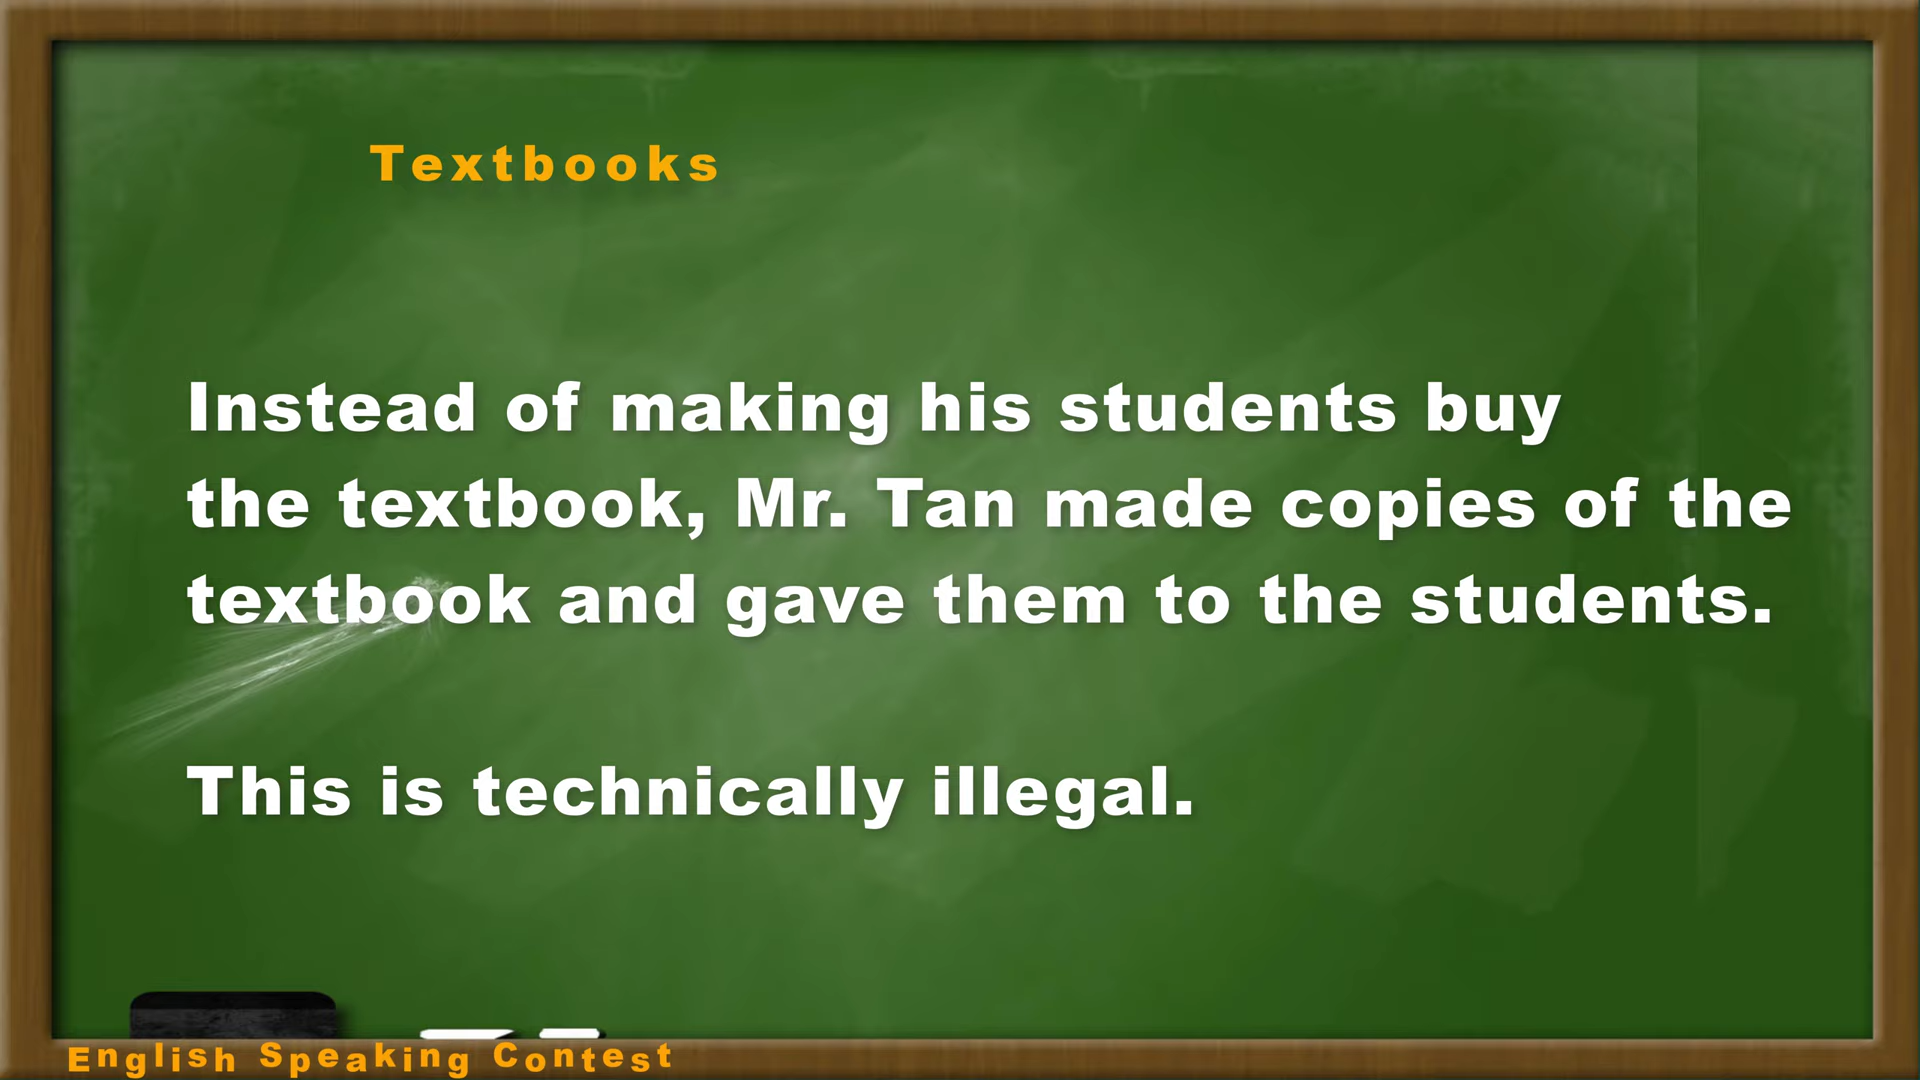 Textbooks
Instead of making his students buy
the textbook, Mr. Tan made copies of the
textbook and gave them to the students.
This is technically illegal.
English Speaking Contest